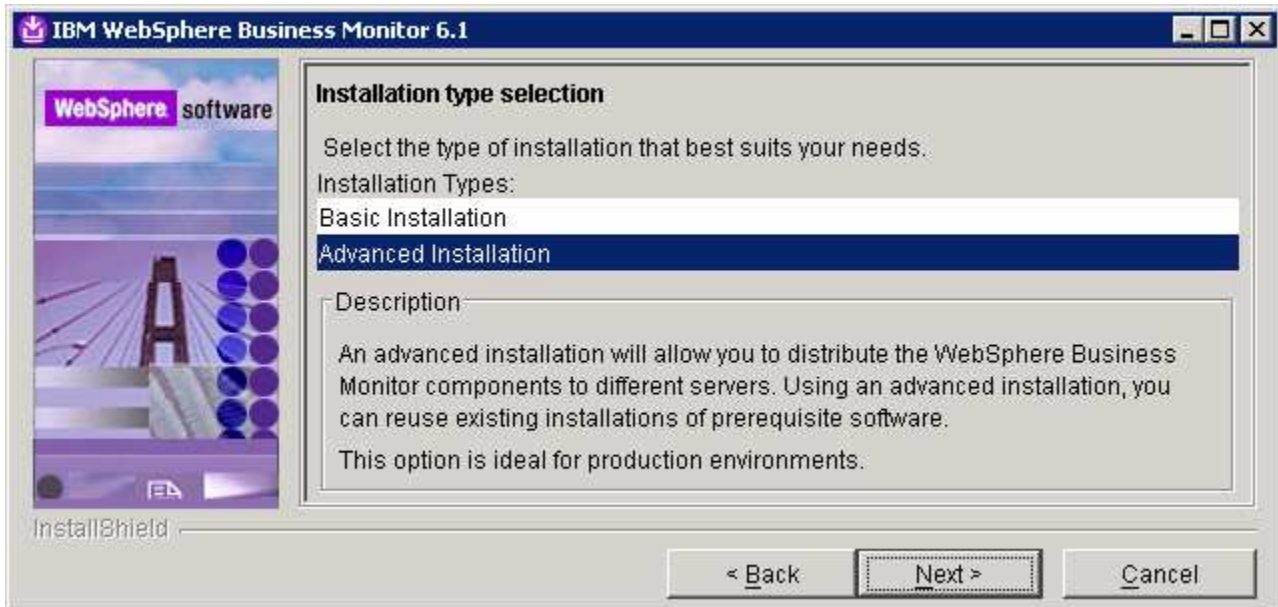 IBM WebSphere Business Monitor 6.1
WebSphere software
Installation type selection
Select the type of installation that best suits your needs.
Installation Types:
Basic Installation
Advanced Installation
Description
An advanced installation will allow you to distribute the WebSphere Business
Monitor components to different servers. Using an advanced installation, you
can reuse existing installations of prerequisite software.
This option is ideal for production environments.
InstallShield
< Back
Next >
Cancel